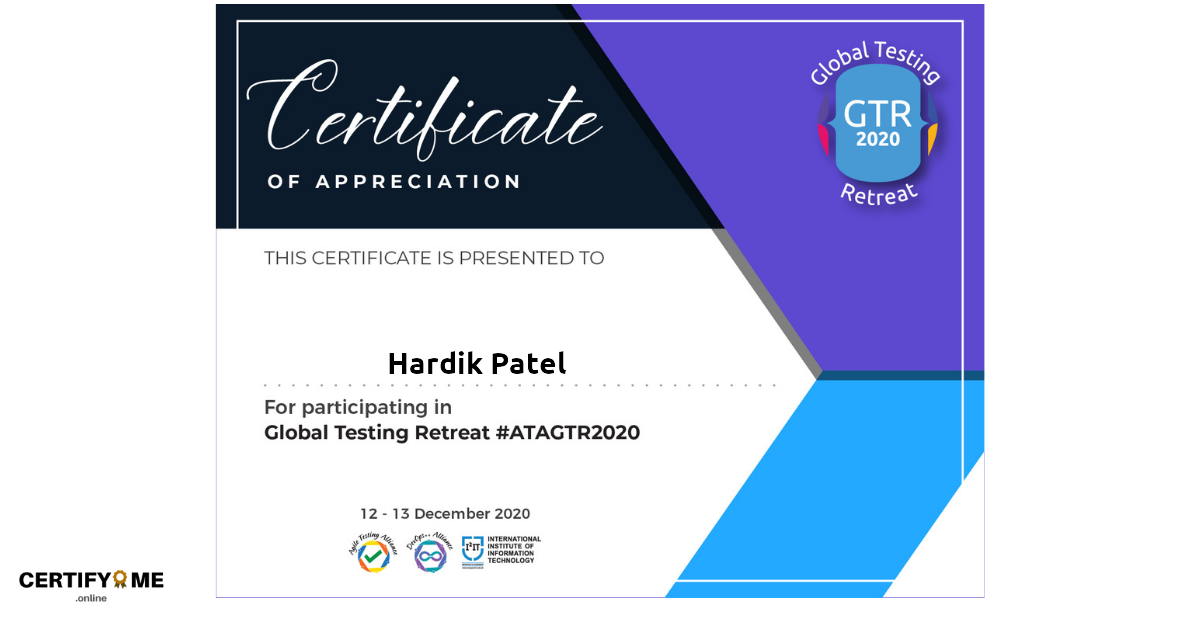 Certificate
OF APPRECIATION
Global Testing
GTR
2020
Retreat
THIS CERTIFICATE IS PRESENTED TO
Hardik Patel
For participating in
Global Testing Retreat #ATAGTR2020
12 - 13 December 2020
Agile Testing Alliance
DevOps++ Alliance
I²IT
INTERNATIONAL
INSTITUTE OF
INFORMATION
TECHNOLOGY
CERTIFYME
.online